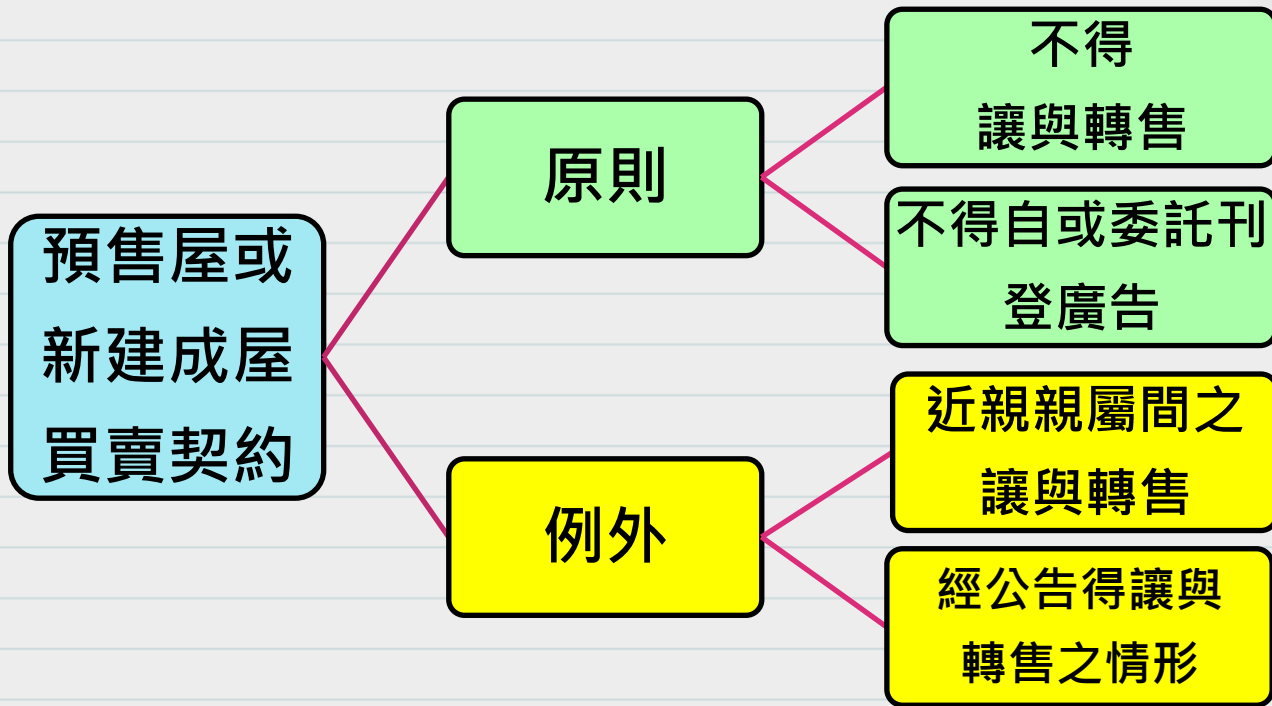 預售屋或
新建成屋
買賣契約
原則
不得
讓與轉售
不得自或委託刊
登廣告
例外
近親親屬間之
讓與轉售
經公告得讓與
轉售之情形